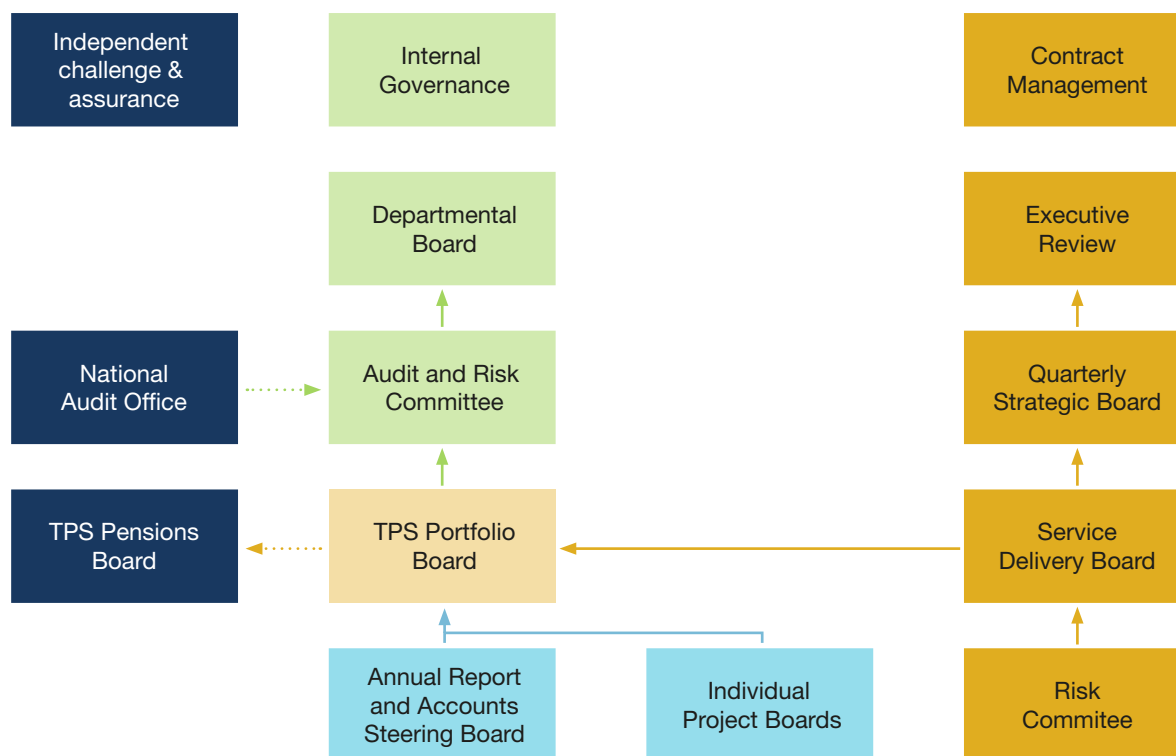 Independent
challenge &
assurance
Internal
Governance
Contract
Management
Departmental
Board
Executive
Review
National
Audit Office
Audit and Risk
Committee
Quarterly
Strategic Board
TPS Pensions
Board
TPS Portfolio
Board
Service
Delivery Board
Annual Report
and Accounts
Steering Board
Individual
Project Boards
Risk
Commitee